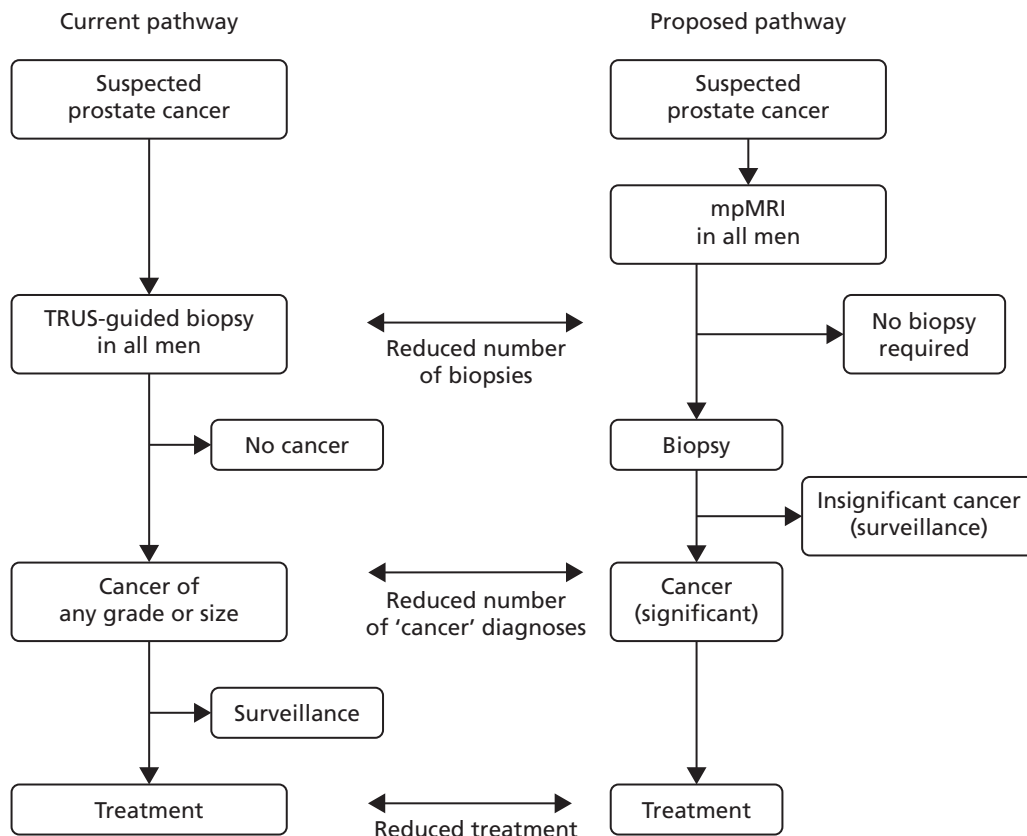 Current pathway
Proposed pathway
Suspected
prostate cancer
Suspected
prostate cancer
mpMRI
in all men
TRUS-guided biopsy
in all men
Reduced number
of biopsies
No biopsy
required
No cancer
Biopsy
Insignificant cancer
(surveillance)
Cancer of
any grade or size
Reduced number
of ‘cancer’ diagnoses
Cancer
(significant)
Surveillance
Treatment
Reduced treatment
Treatment